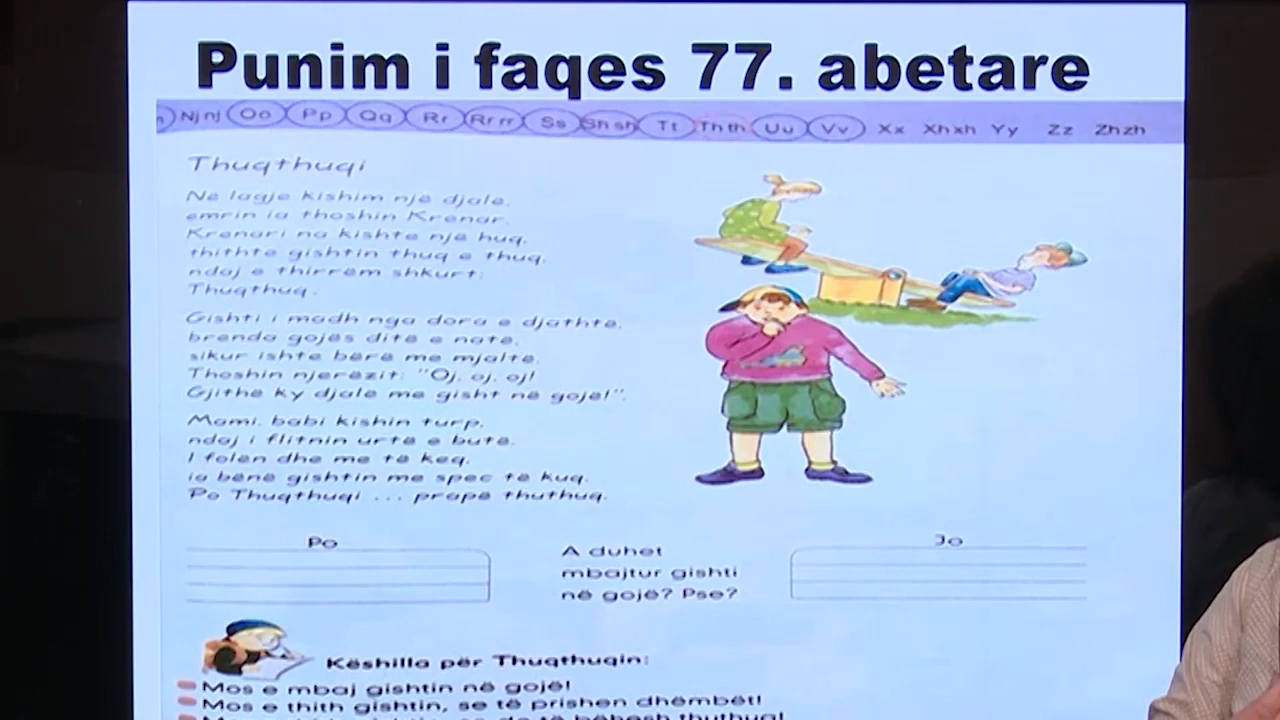 Punim i faqes 77. abetare
Nj nj Oo Pp Qq Rr Rr rr Ss Sh sh Tt Th th Uu Vv Xx Xh xh Yy Zz Zh zh
Thuqthuqi
Në lagje kishim një djalë,
emrin ia thoshin Krenar.
Krenari na kishte një huq,
thithte gishtin thuq e thuq,
ndaj e thirrëm shkurt:
Thuqthuq.
Gishti i madh nga dora e djathtë,
brenda gojës ditë e natë,
sikur ishte bërë me mjaltë.
Thoshin njerëzit: "Oj, oj, oj!
Gjithë ky djalë me gisht në gojë!".
Mami, babi kishin turp,
ndaj i flitnin urtë e butë.
I folën dhe me të keq,
ia bënë gishtin me spec të kuq.
Po Thuqthuqi ... prapë thuthuq.
Po
A duhet
mbajtur gishti
në gojë? Pse?
Jo
Këshilla për Thuqthuqin:
Mos e mbaj gishtin në gojë!
Mos e thith gishtin, se të prishen dhëmbët!